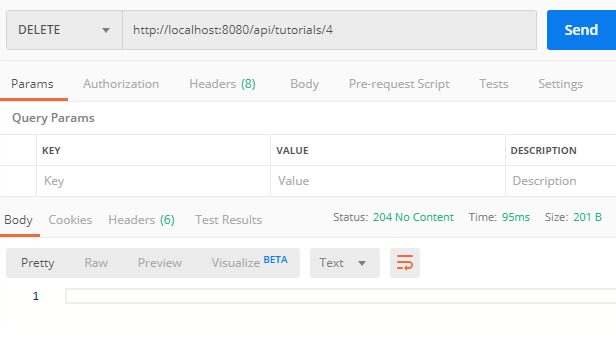 DELETE http://localhost:8080/api/tutorials/4 Send
Params Authorization Headers (8) Body Pre-request Script Tests Settings
Query Params
KEY VALUE DESCRIPTION
Key Value Description
Body Cookies Headers (6) Test Results Status: 204 No Content Time: 95ms Size: 201 B
Pretty Raw Preview Visualize BETA Text
1